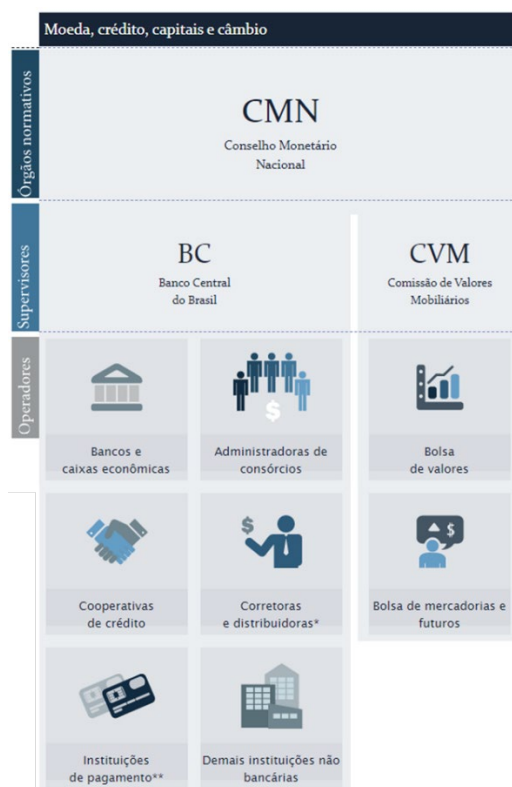 Moeda, crédito, capitais e câmbio
Órgãos normativos
CMN
Conselho Monetário
Nacional
Supervisores
BC
Banco Central
do Brasil
CVM
Comissão de Valores
Mobiliários
Operadores
Bancos e
caixas econômicas
Administradoras de
consórcios
Bolsa
de valores
Cooperativas
de crédito
Corretoras
e distribuidoras*
Bolsa de mercadorias e
futuros
Instituições
de pagamento**
Demais instituições não
bancárias